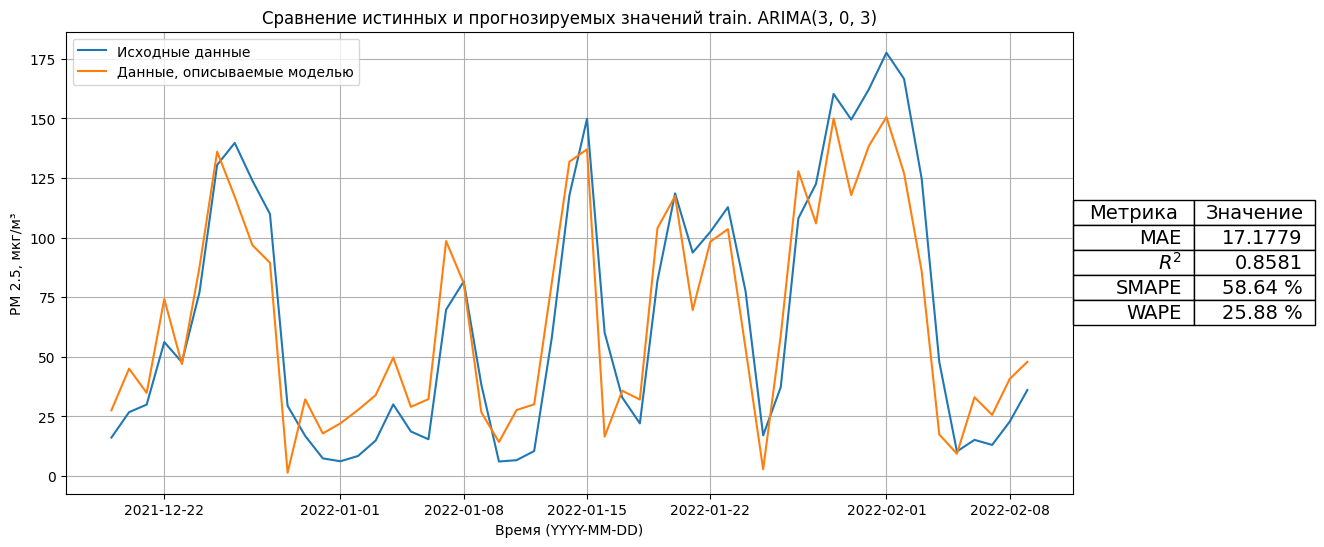 Сравнение истинных и прогнозируемых значений train. ARIMA(3, 0, 3)
Исходные данные
Данные, описываемые моделью
PM 2.5, мкг/м³
175
150
125
100
75
50
25
0
2021-12-22
2022-01-01
2022-01-08
2022-01-15
2022-01-22
2022-02-01
2022-02-08
Время (YYYY-MM-DD)
Метрика Значение
MAE 17.1779
R² 0.8581
SMAPE 58.64 %
WAPE 25.88 %